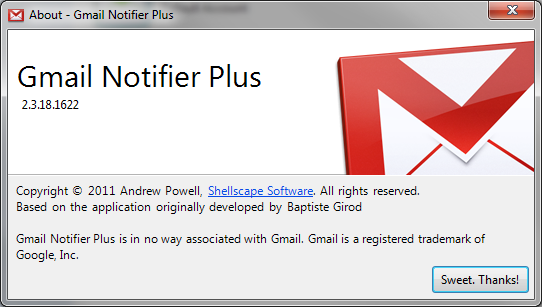 About - Gmail Notifier Plus
Gmail Notifier Plus
2.3.18.1622
Copyright © 2011 Andrew Powell, Shellscape Software. All rights reserved.
Based on the application originally developed by Baptiste Girod
Gmail Notifier Plus is in no way associated with Gmail. Gmail is a registered trademark of
Google, Inc.
Sweet. Thanks!